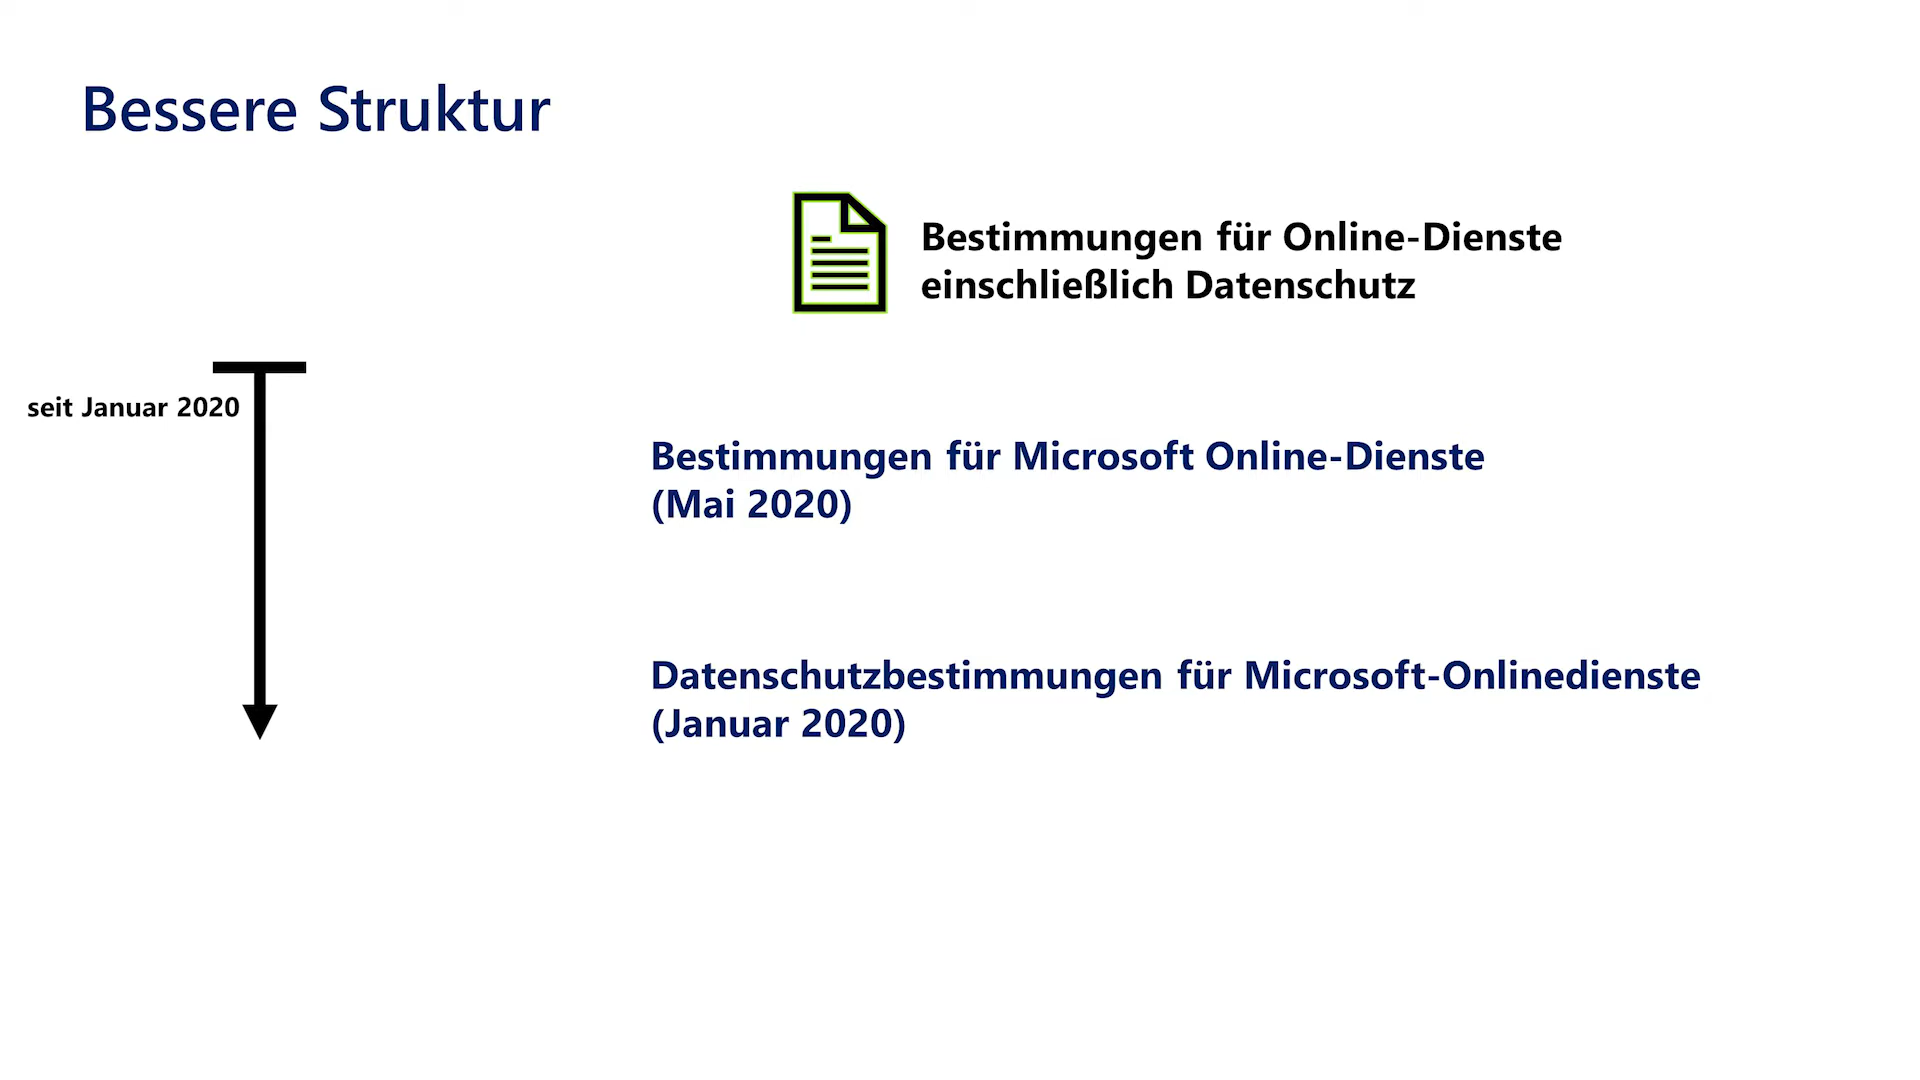 Bessere Struktur
Bestimmungen für Online-Dienste
einschließlich Datenschutz
seit Januar 2020
Bestimmungen für Microsoft Online-Dienste
(Mai 2020)
Datenschutzbestimmungen für Microsoft-Onlinedienste
(Januar 2020)